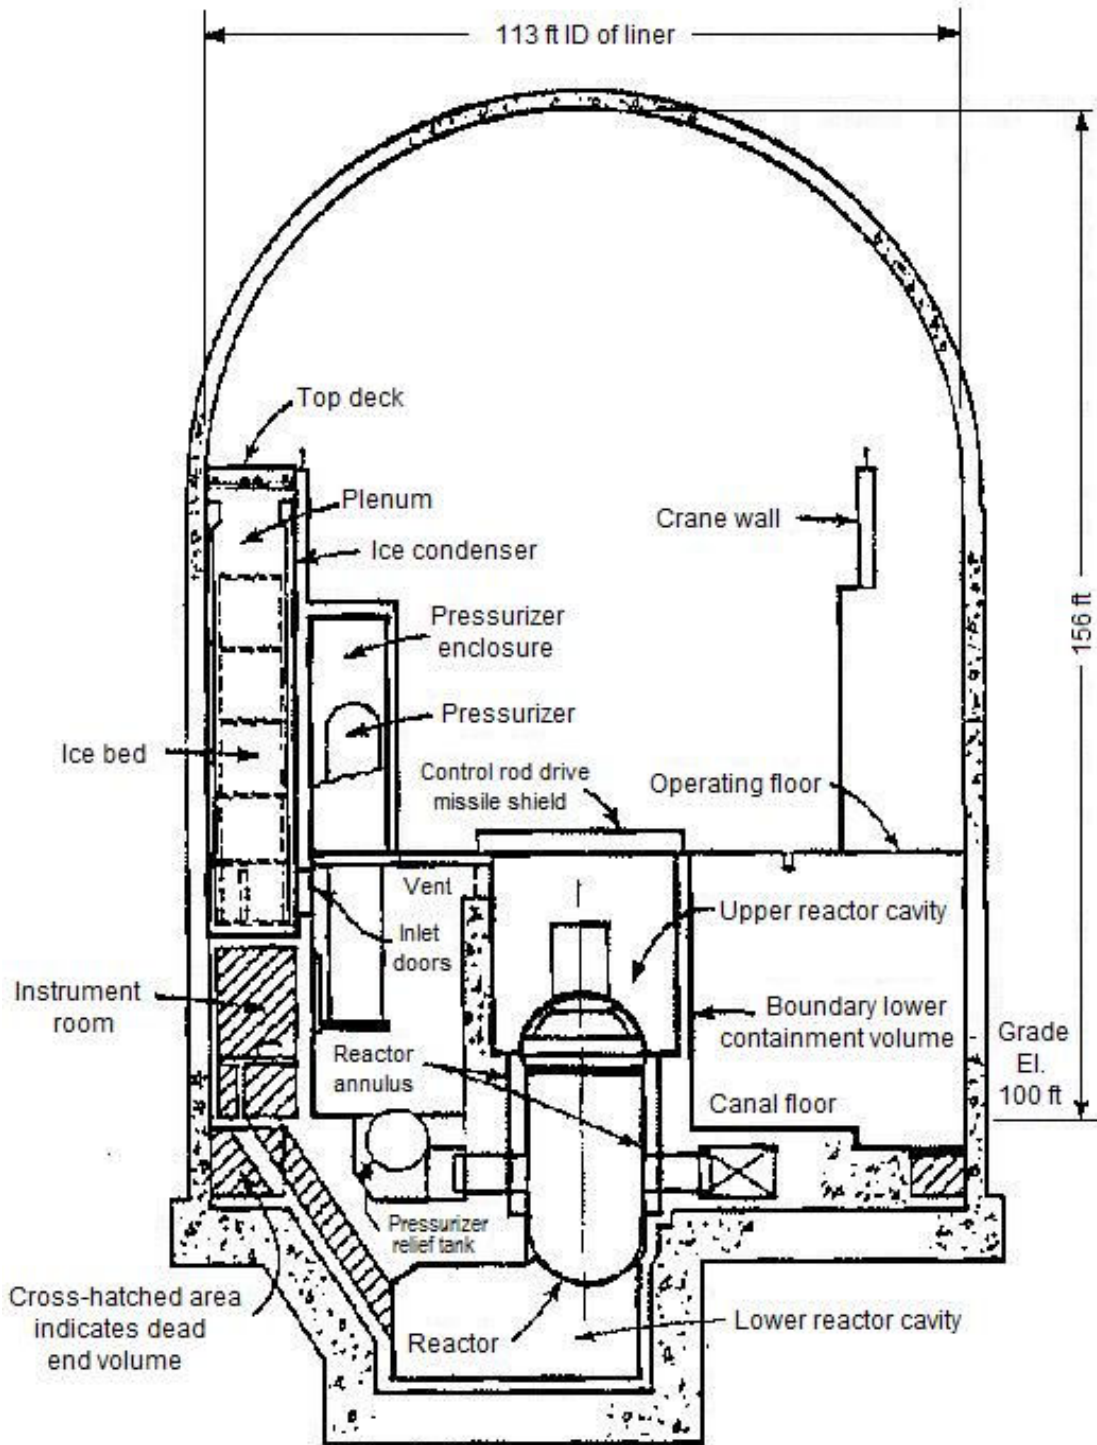 113 ft ID of liner
Top deck
Plenum
Ice condenser
Crane wall
156 ft
Pressurizer
enclosure
Pressurizer
Ice bed
Control rod drive
missile shield
Operating floor
Vent
Inlet
doors
Upper reactor cavity
Instrument
room
Boundary lower
containment volume
Grade
El.
100 ft
Reactor
annulus
Canal floor
Pressurizer
relief tank
Cross-hatched area
indicates dead
end volume
Reactor
Lower reactor cavity